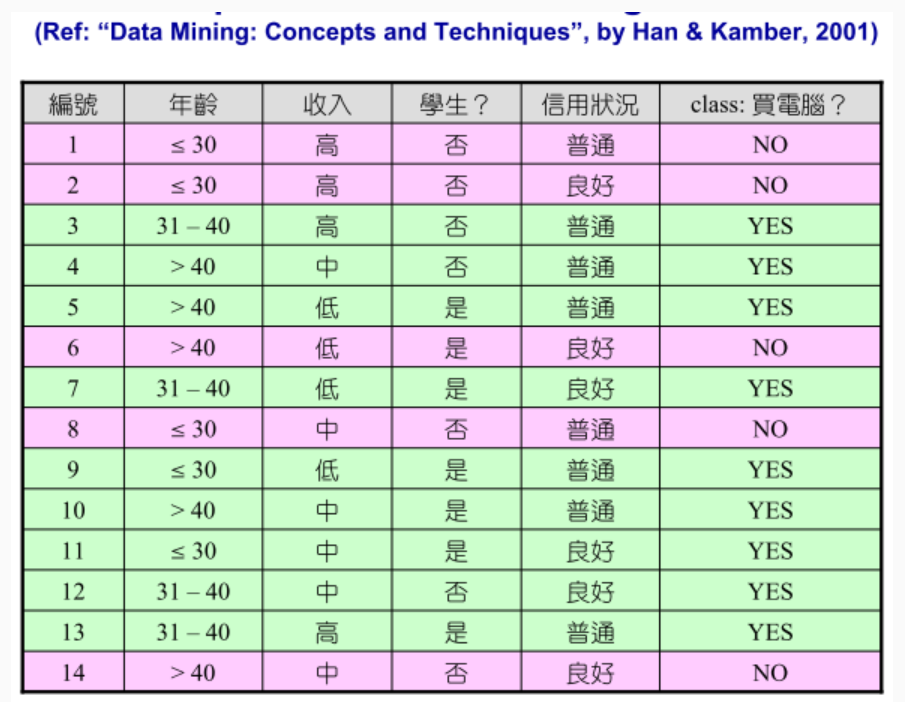 (Ref: “Data Mining: Concepts and Techniques”, by Han & Kamber, 2001)
編號 年齡 收入 學生？ 信用狀況 class: 買電腦？
1 ≤ 30 高 否 普通 NO
2 ≤ 30 高 否 良好 NO
3 31 – 40 高 否 普通 YES
4 > 40 中 否 普通 YES
5 > 40 低 是 普通 YES
6 > 40 低 是 良好 NO
7 31 – 40 低 是 良好 YES
8 ≤ 30 中 否 普通 NO
9 ≤ 30 低 是 普通 YES
10 > 40 中 是 普通 YES
11 ≤ 30 中 是 良好 YES
12 31 – 40 中 否 良好 YES
13 31 – 40 高 是 普通 YES
14 > 40 中 否 良好 NO